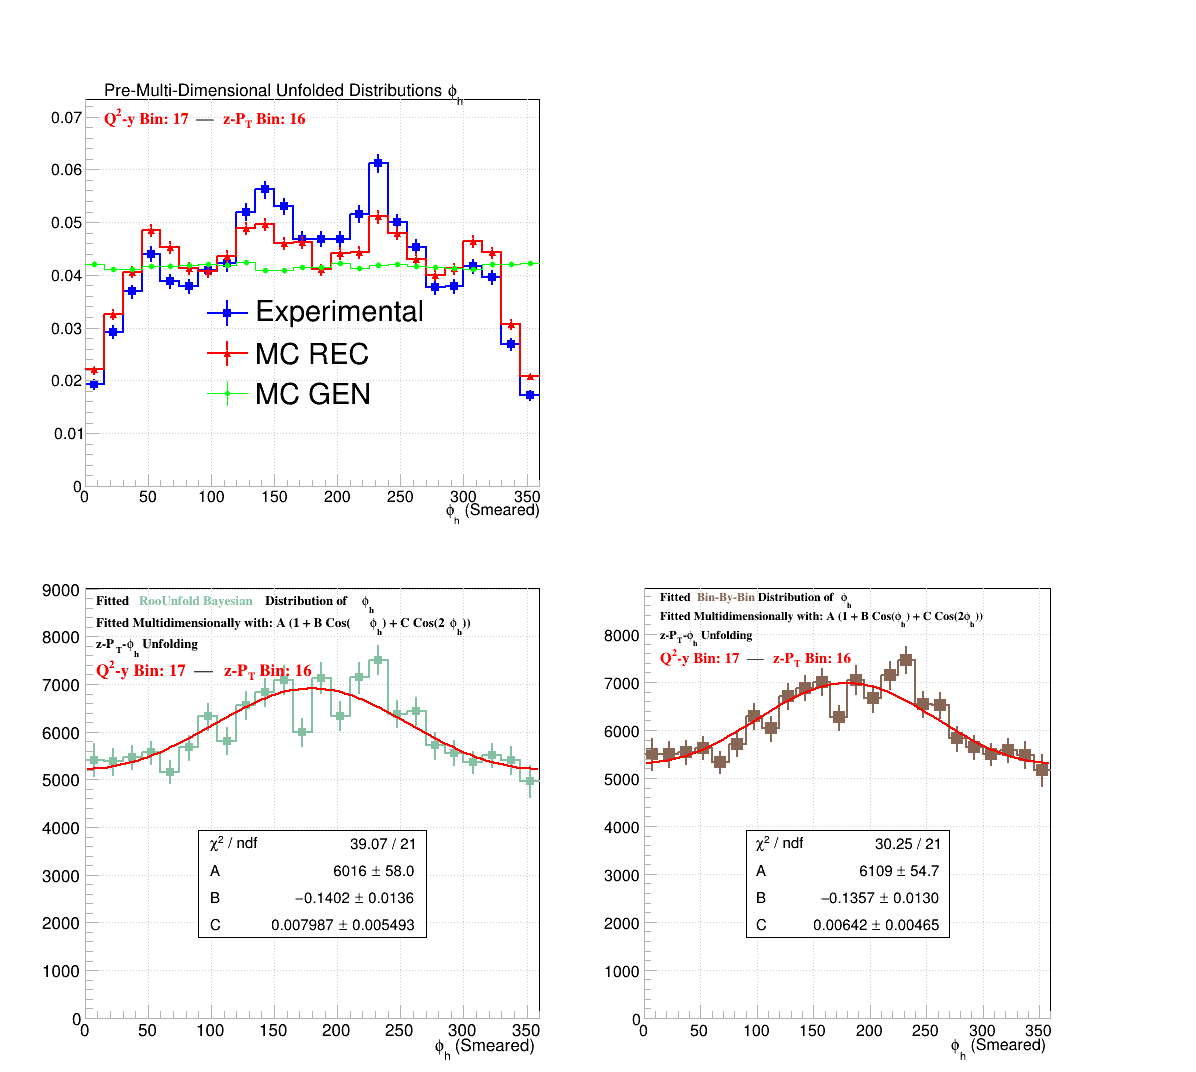 Pre-Multi-Dimensional Unfolded Distributions ϕh
Q2-y Bin: 17 — z-PT Bin: 16
0.07
0.06
0.05
0.04
0.03
0.02
0.01
0
Experimental
MC REC
MC GEN
0 50 100 150 200 250 300 350
ϕh (Smeared)
Fitted RooUnfold Bayesian Distribution of ϕh
Fitted Multidimensionally with: A (1 + B Cos( ϕh) + C Cos(2 ϕh))
z-PT-ϕh Unfolding
Q2-y Bin: 17 — z-PT Bin: 16
9000
8000
7000
6000
5000
4000
3000
2000
1000
0
χ2 / ndf 39.07 / 21
A 6016 ± 58.0
B −0.1402 ± 0.0136
C 0.007987 ± 0.005493
0 50 100 150 200 250 300 350
ϕh (Smeared)
Fitted Bin-By-Bin Distribution of ϕh
Fitted Multidimensionally with: A (1 + B Cos(ϕh) + C Cos(2ϕh))
z-PT-ϕh Unfolding
Q2-y Bin: 17 — z-PT Bin: 16
8000
7000
6000
5000
4000
3000
2000
1000
0
χ2 / ndf 30.25 / 21
A 6109 ± 54.7
B −0.1357 ± 0.0130
C 0.00642 ± 0.00465
0 50 100 150 200 250 300 350
ϕh (Smeared)